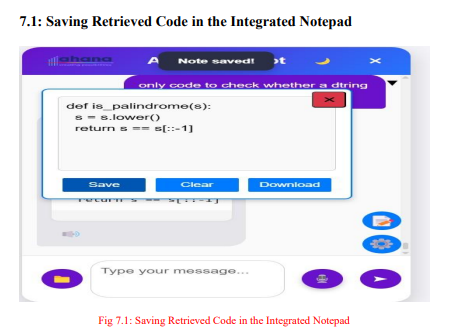 7.1: Saving Retrieved Code in the Integrated Notepad
ahana
A Note saved! ot
only code to check whether a dtring
def is_palindrome(s):
s = s.lower()
return s == s[::-1]
Save Clear Download
return s == s[::-1]
Type your message...
Fig 7.1: Saving Retrieved Code in the Integrated Notepad